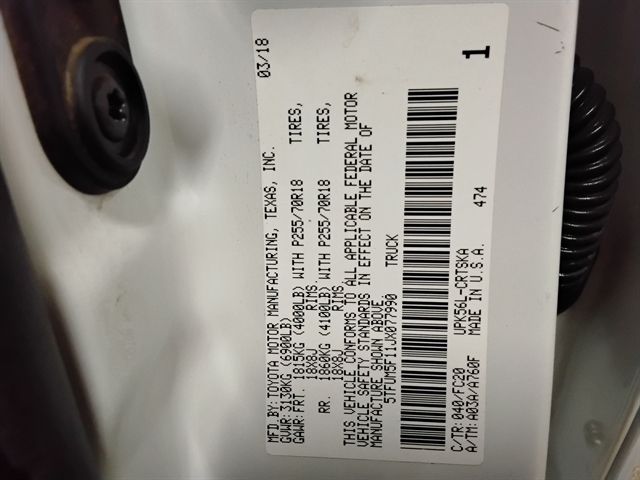 MFD.BY: TOYOTA MOTOR MANUFACTURING, TEXAS, INC. 03/18
GVWR: 3130KG (6900LB)
GAWR: FRT. 1815KG (4000LB) WITH P255/70R18 TIRES,
18X8J RIMS.
RR. 1860KG (4100LB) WITH P255/70R18 TIRES,
18X8J RIMS.
THIS VEHICLE CONFORMS TO ALL APPLICABLE FEDERAL MOTOR
VEHICLE SAFETY STANDARDS IN EFFECT ON THE DATE OF
MANUFACTURE SHOWN ABOVE.
5TFUM5F11JX077990 TRUCK
C/TR: 040/FC20 UPK56L-CRTSKA
A/TM: A03A/A760F MADE IN U.S.A. 474 1